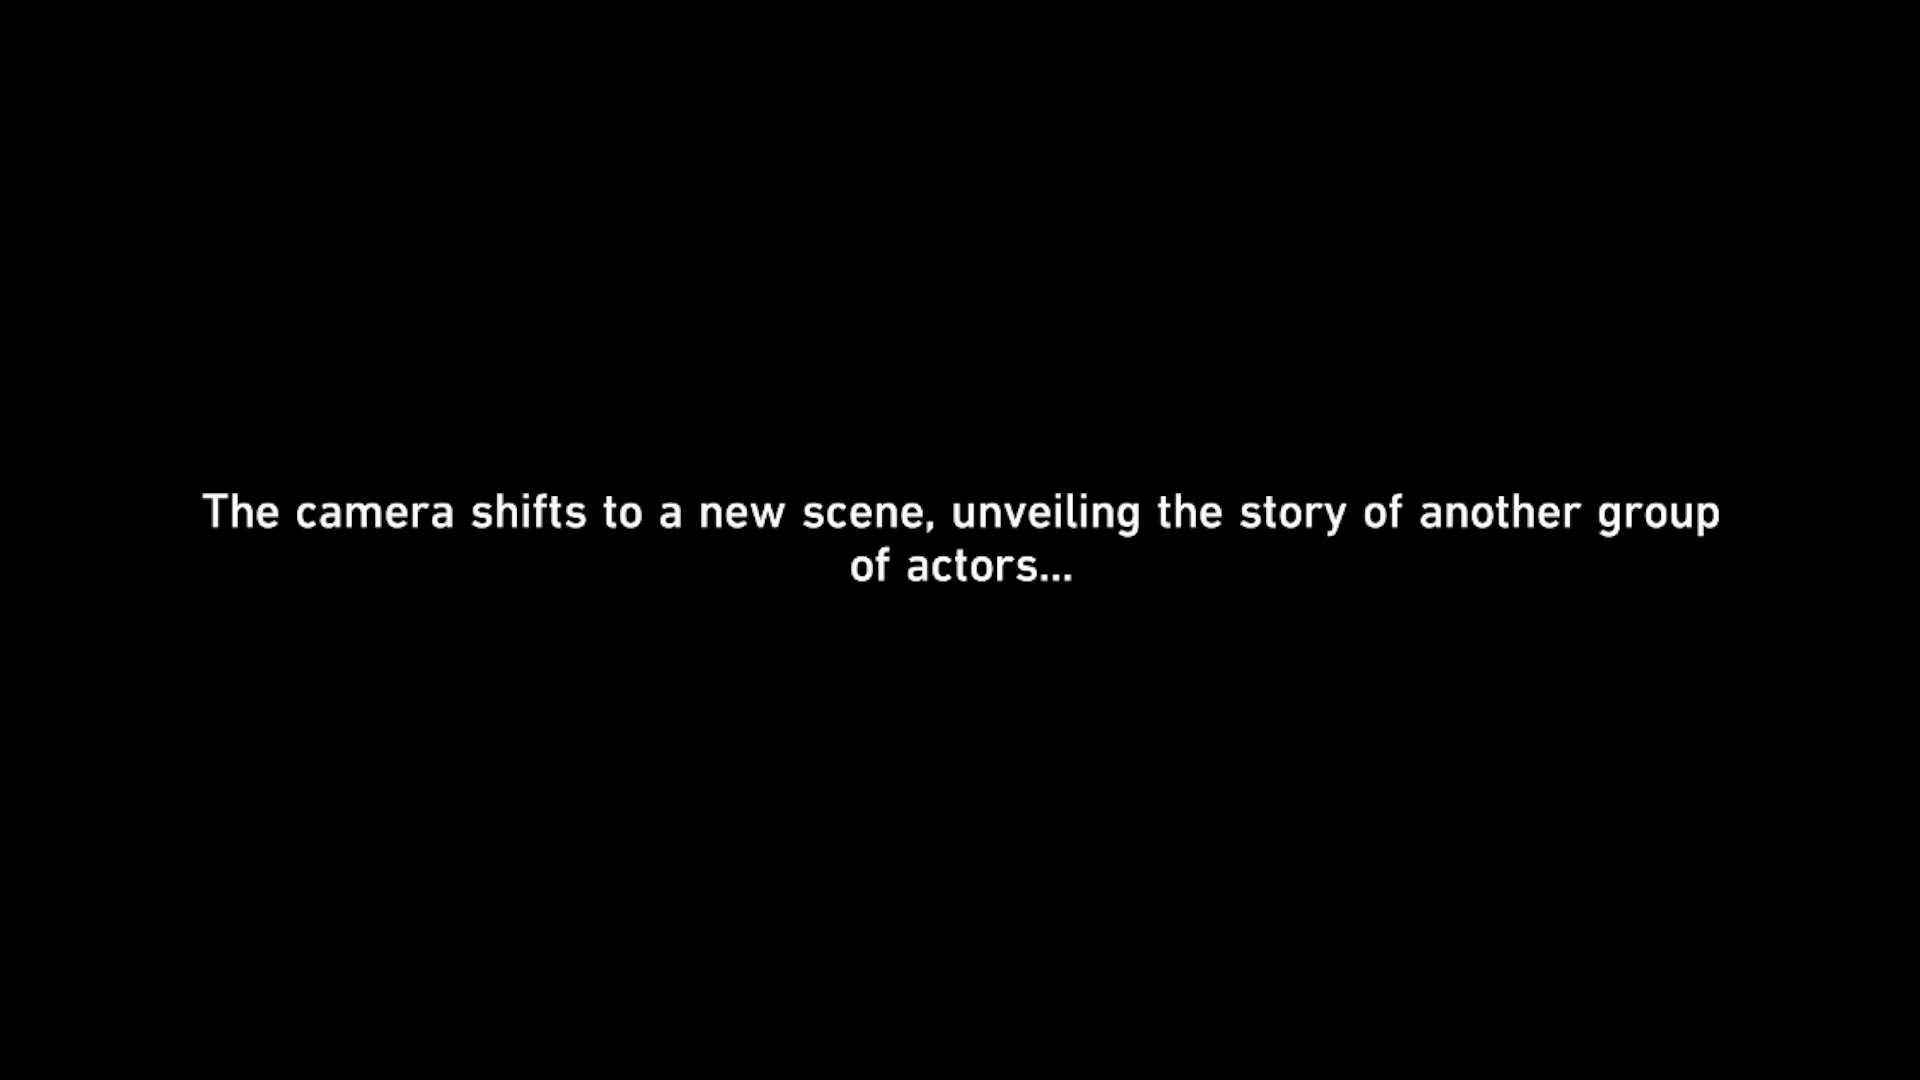 The camera shifts to a new scene, unveiling the story of another group
of actors...